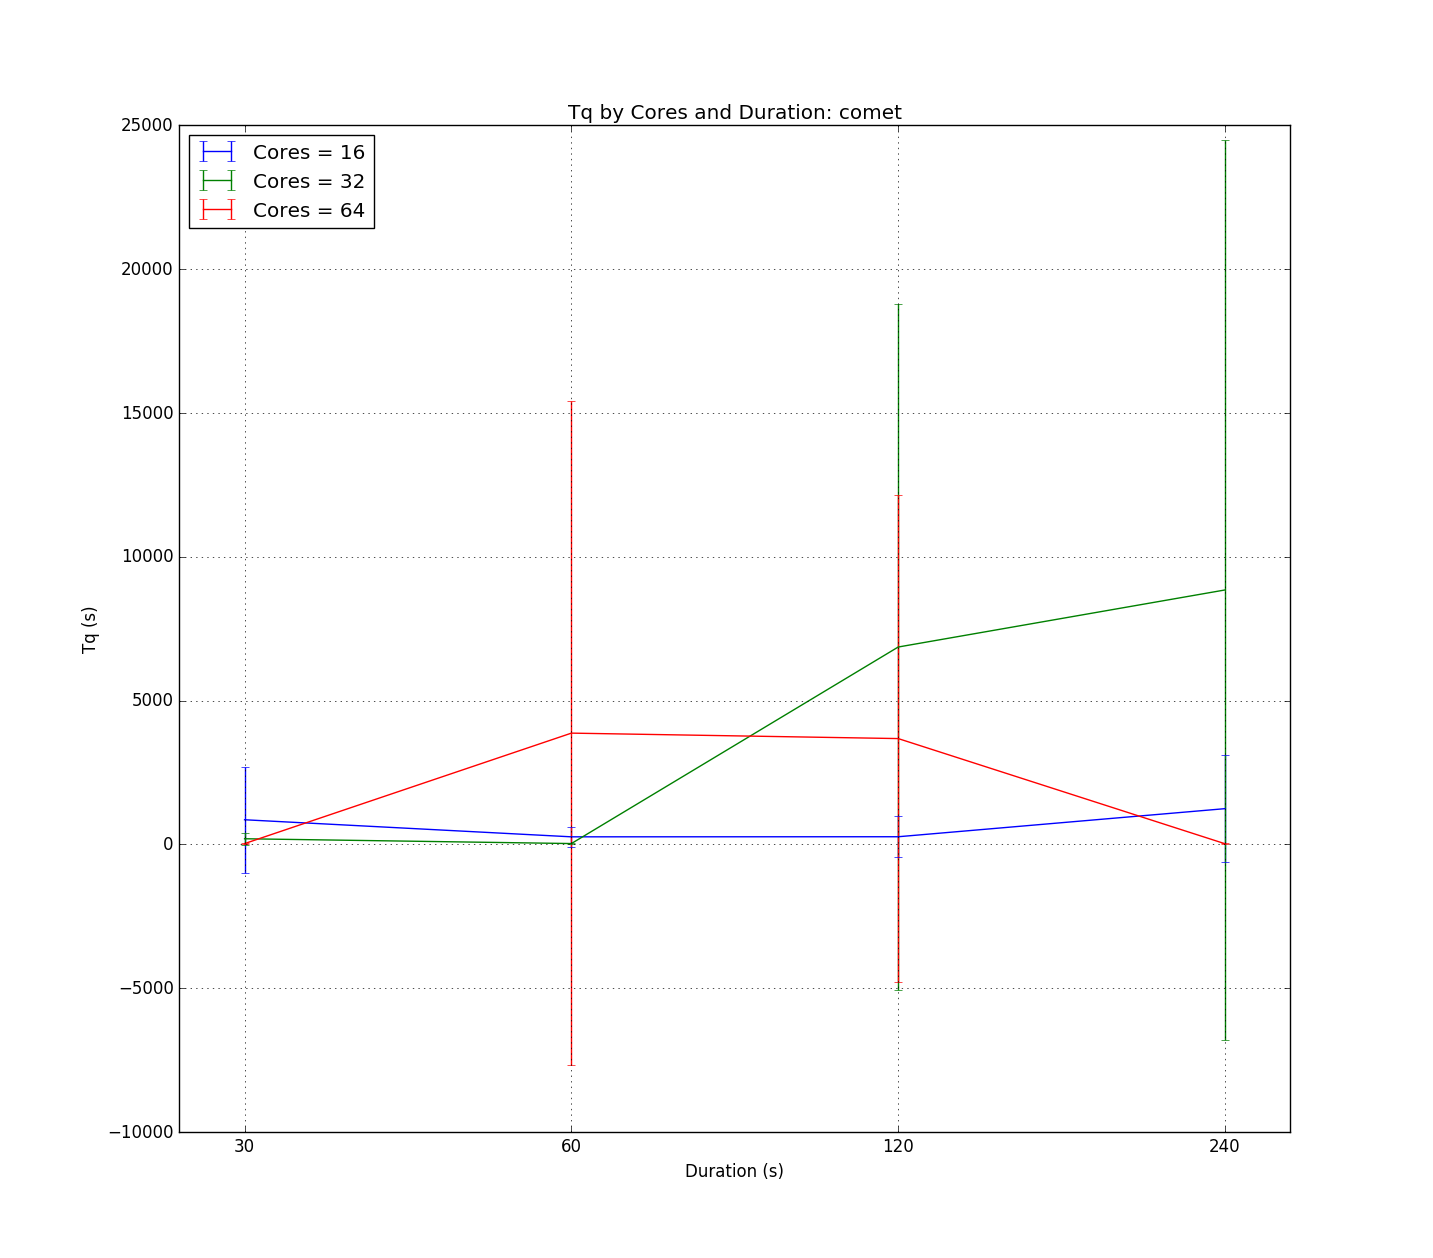 Tq by Cores and Duration: comet
25000
20000
15000
10000
5000
0
−5000
−10000
Cores = 16
Cores = 32
Cores = 64
Tq (s)
30 60 120 240
Duration (s)